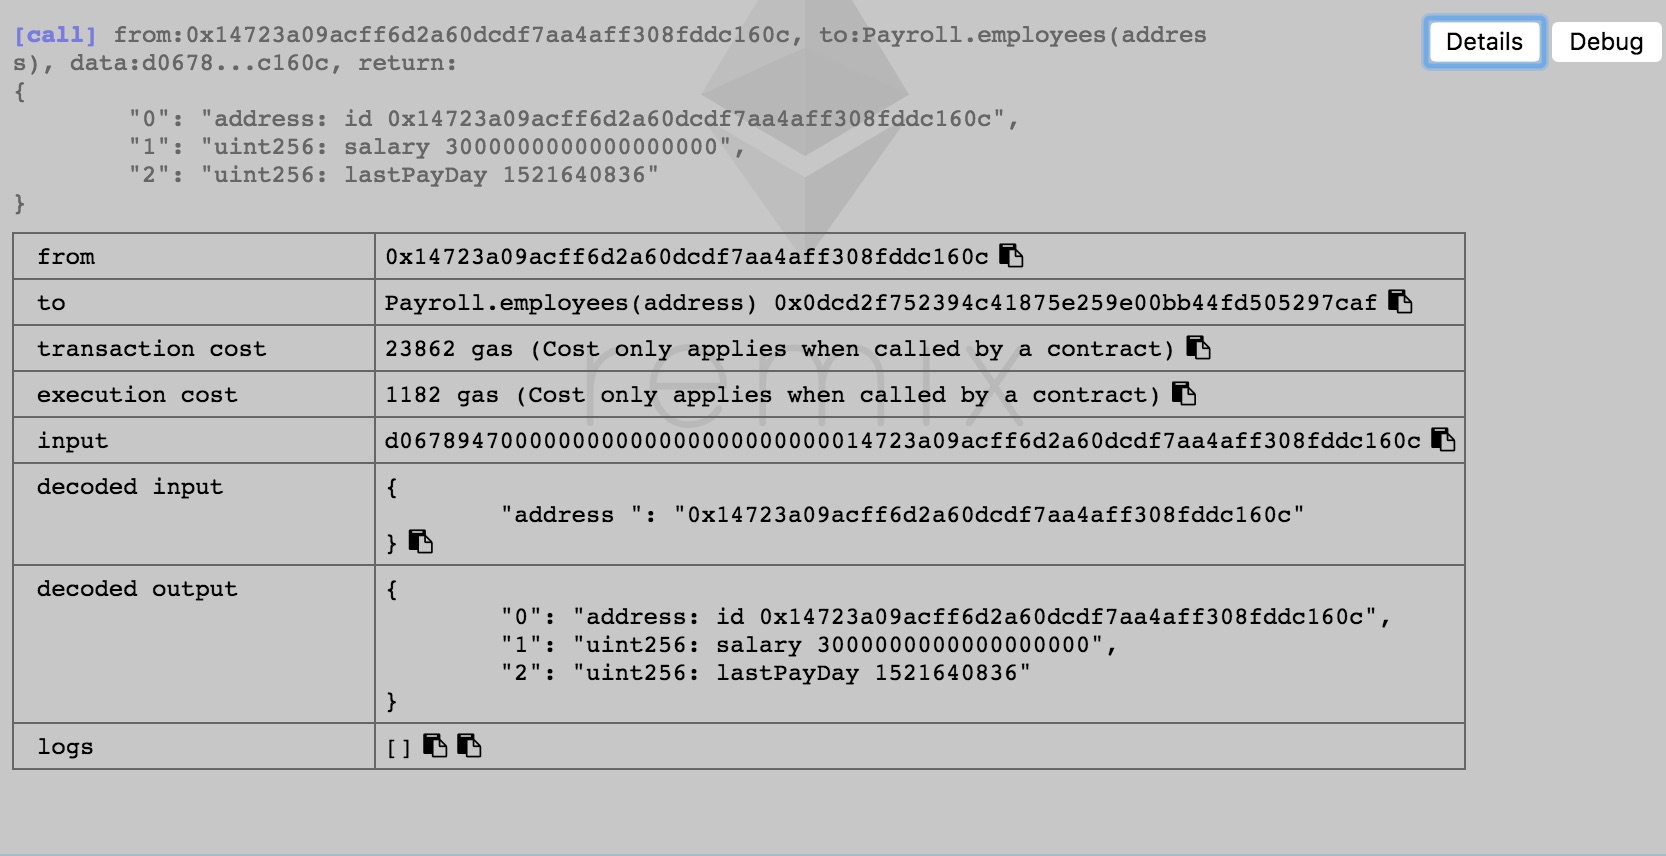 [call] from:0x14723a09acff6d2a60dcdf7aa4aff308fddc160c, to:Payroll.employees(addres
s), data:d0678...c160c, return:
{
"0": "address: id 0x14723a09acff6d2a60dcdf7aa4aff308fddc160c",
"1": "uint256: salary 3000000000000000000",
"2": "uint256: lastPayDay 1521640836"
}
Details
Debug
from 0x14723a09acff6d2a60dcdf7aa4aff308fddc160c
to Payroll.employees(address) 0x0dcd2f752394c41875e259e00bb44fd505297caf
transaction cost 23862 gas (Cost only applies when called by a contract)
execution cost 1182 gas (Cost only applies when called by a contract)
input d067894700000000000000000000000014723a09acff6d2a60dcdf7aa4aff308fddc160c
decoded input {
"address ": "0x14723a09acff6d2a60dcdf7aa4aff308fddc160c"
}
decoded output {
"0": "address: id 0x14723a09acff6d2a60dcdf7aa4aff308fddc160c",
"1": "uint256: salary 3000000000000000000",
"2": "uint256: lastPayDay 1521640836"
}
logs []
remix